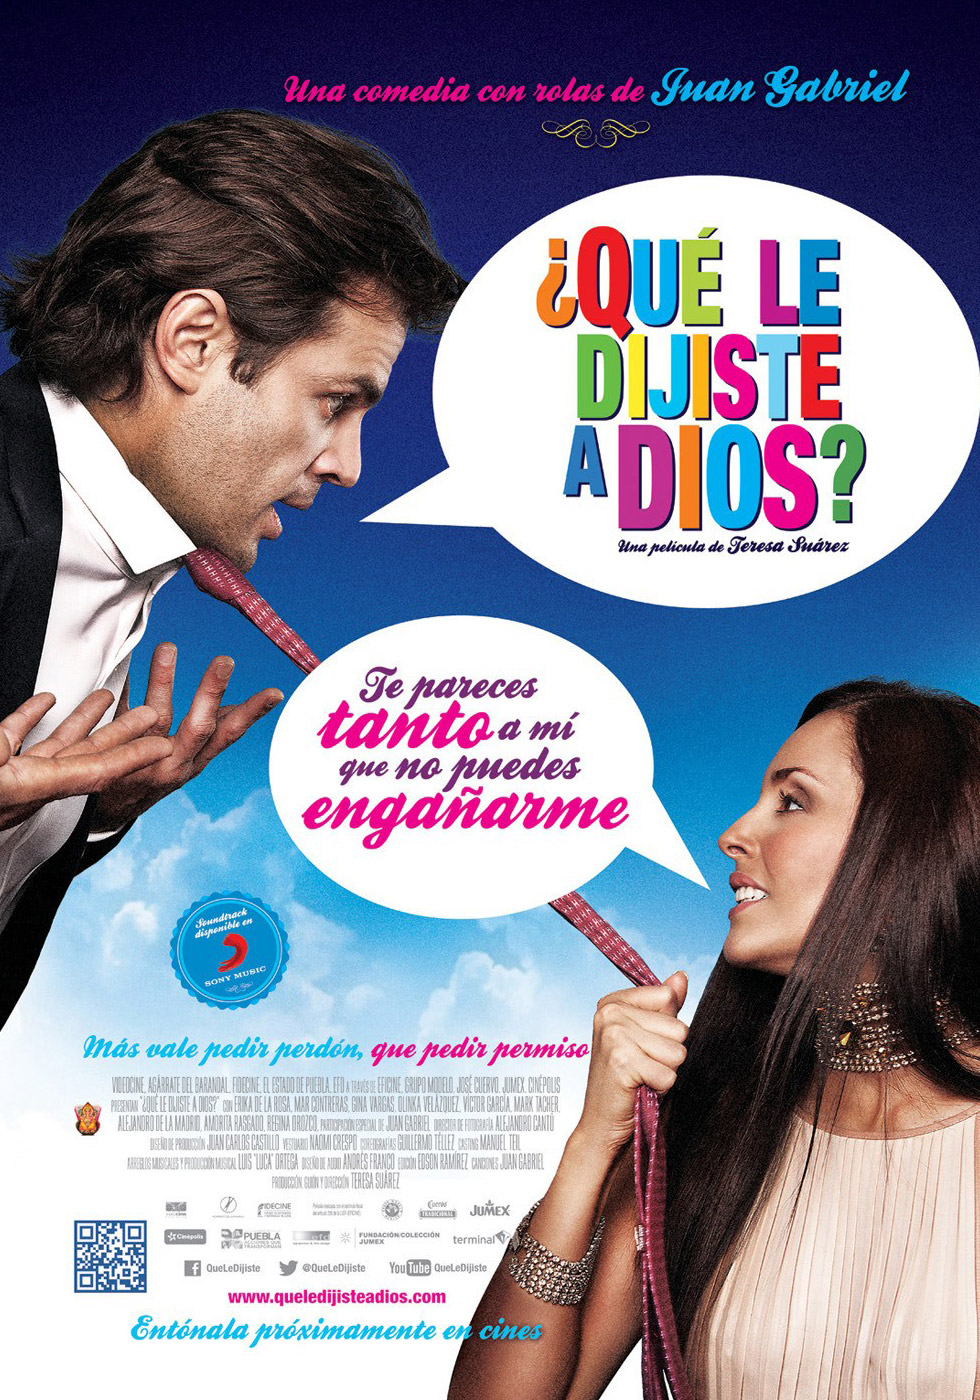 Una comedia con rolas de Juan Gabriel
¿QUÉ LE
DIJISTE
A DIOS?
Una película de Teresa Suárez
Te pareces
tanto a mí
que no puedes
engañarme
Soundtrack
disponible en
SONY MUSIC
Más vale pedir perdón, que pedir permiso
VIDEOCINE, AGÁRRATE DEL BARANDAL, FIDECINE, EL ESTADO DE PUEBLA, EFD A TRAVÉS DE EFICINE, GRUPO MODELO, JOSÉ CUERVO, JUMEX, CINÉPOLIS
PRESENTAN "¿QUÉ LE DIJISTE A DIOS?" CON ERIKA DE LA ROSA, MAR CONTRERAS, GINA VARGAS, OLINKA VELÁZQUEZ, VÍCTOR GARCÍA, MARK TACHER,
ALEJANDRO DE LA MADRID, AMORITA RASGADO, REGINA OROZCO, PARTICIPACIÓN ESPECIAL DE JUAN GABRIEL DIRECTOR DE FOTOGRAFÍA ALEJANDRO CANTÚ
DISEÑO DE PRODUCCIÓN JUAN CARLOS CASTILLO VESTUARIO NAOMI CRESPO COREOGRAFÍAS GUILLERMO TÉLLEZ CASTING MANUEL TEIL
ARREGLOS MUSICALES Y PRODUCCIÓN MUSICAL LUIS "LUCA" ORTEGA DISEÑO DE AUDIO ANDRÉS FRANCO EDICIÓN EDSON RAMÍREZ CANCIONES JUAN GABRIEL
PRODUCCIÓN, GUIÓN Y DIRECCIÓN TERESA SUÁREZ
FIDECINE
Cuervo
TRADICIONAL
JUMEX
Cinépolis
PUEBLA
ACCIONES QUE
TRANSFORMAN
efd
FUNDACIÓN/COLECCIÓN
JUMEX
terminal
QueLeDijiste
@QueLeDijiste
YouTube QueLeDijiste
www.queledijisteadios.com
Entónala próximamente en cines